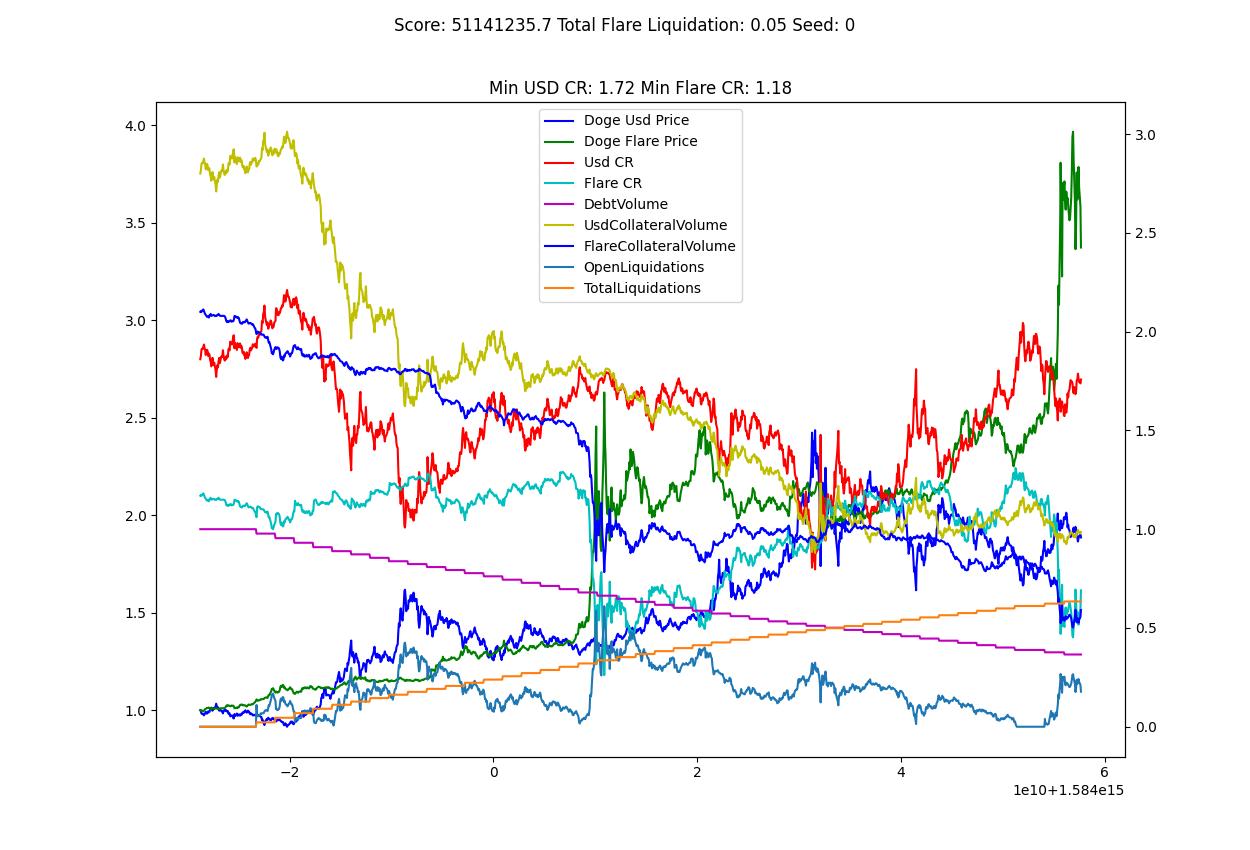 Score: 51141235.7 Total Flare Liquidation: 0.05 Seed: 0
Min USD CR: 1.72 Min Flare CR: 1.18
Doge Usd Price
Doge Flare Price
Usd CR
Flare CR
DebtVolume
UsdCollateralVolume
FlareCollateralVolume
OpenLiquidations
TotalLiquidations
4.0
3.5
3.0
2.5
2.0
1.5
1.0
3.0
2.5
2.0
1.5
1.0
0.5
0.0
−2 0 2 4 6
1e10+1.584e15